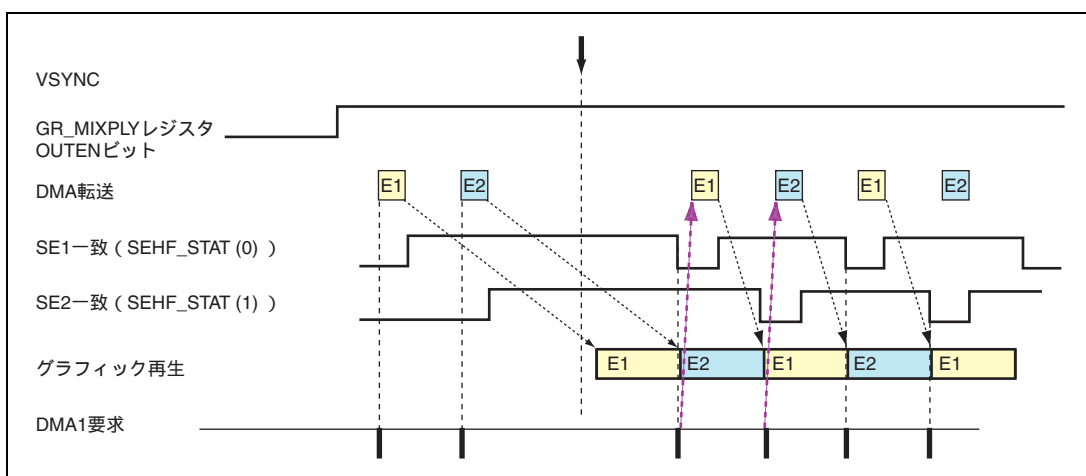 VSYNC
GR_MIXPLYレジスタ
OUTENビット
DMA転送
E1 E2 E1 E2 E1 E2
SE1一致（SEHF_STAT (0) ）
SE2一致（SEHF_STAT (1) ）
グラフィック再生
E1 E2 E1 E2 E1
DMA1要求